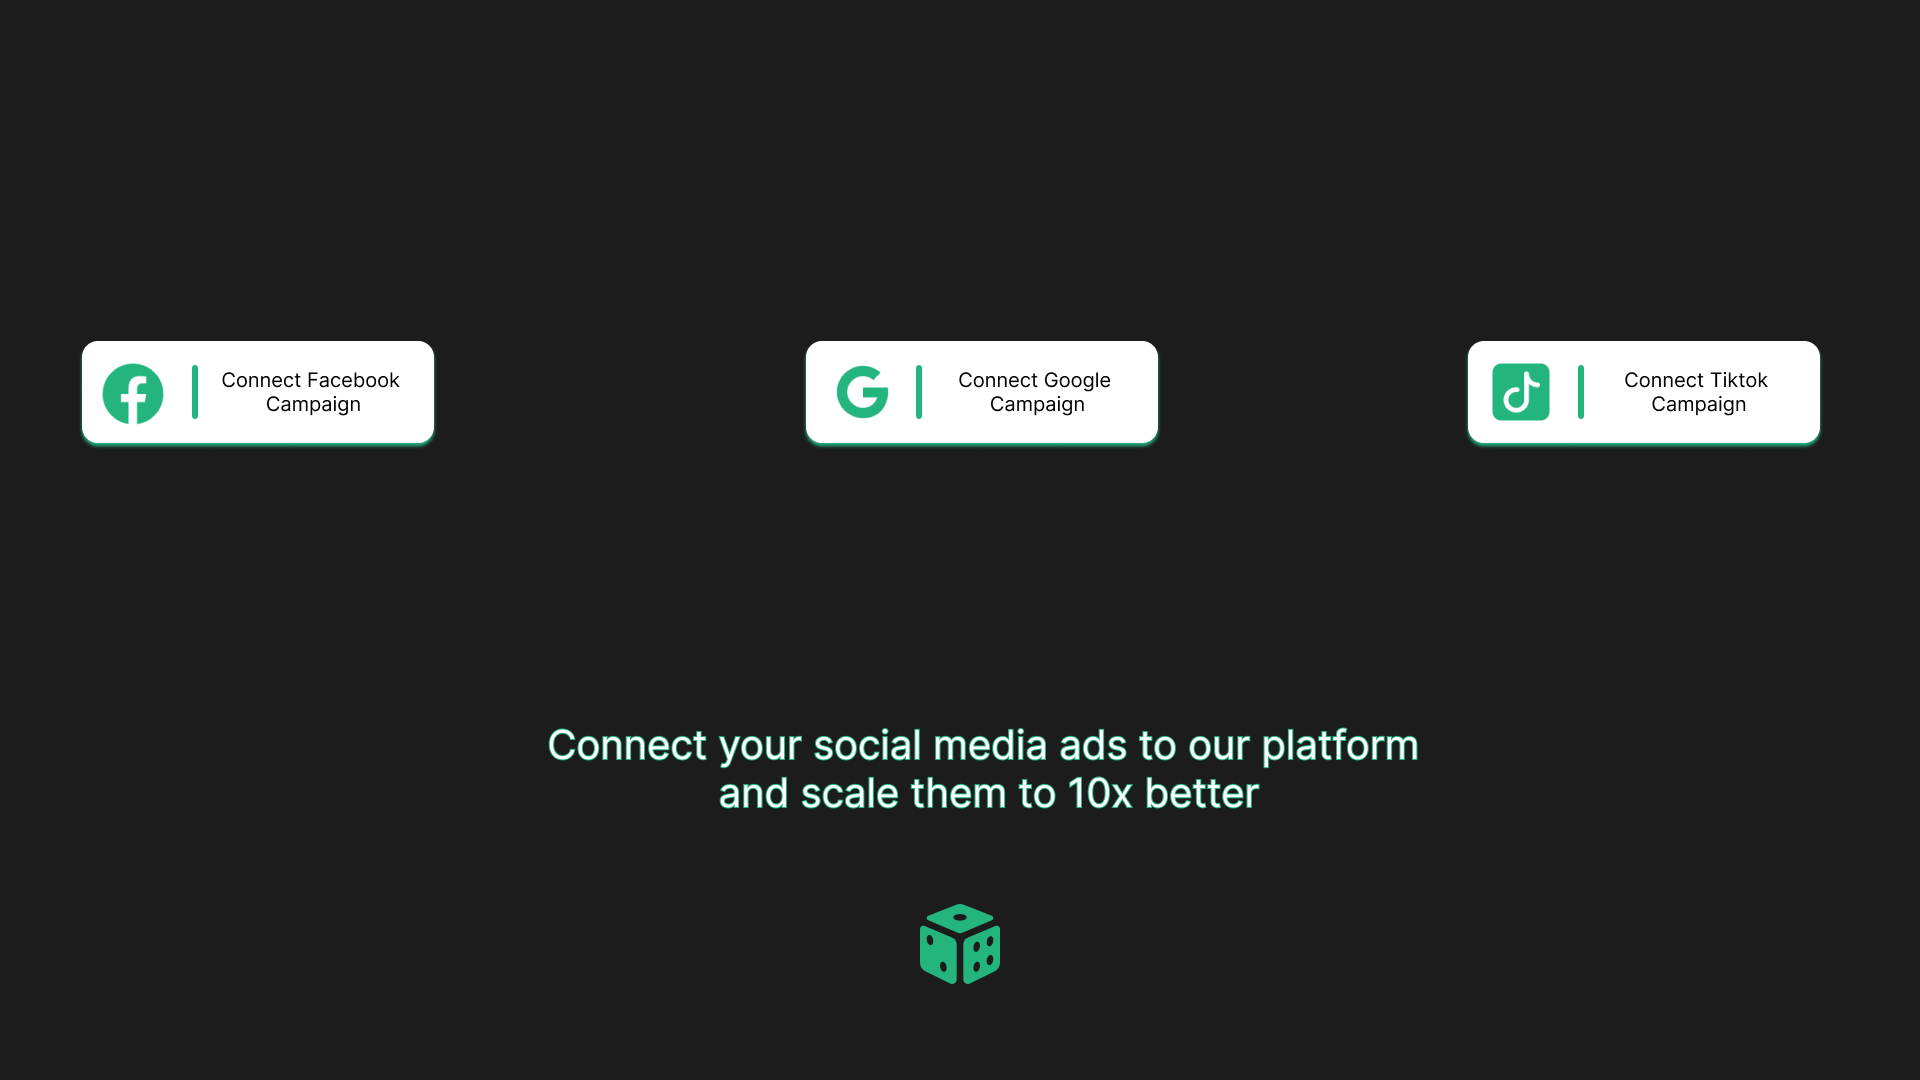 Connect Facebook
Campaign
Connect Google
Campaign
Connect Tiktok
Campaign
Connect your social media ads to our platform
and scale them to 10x better